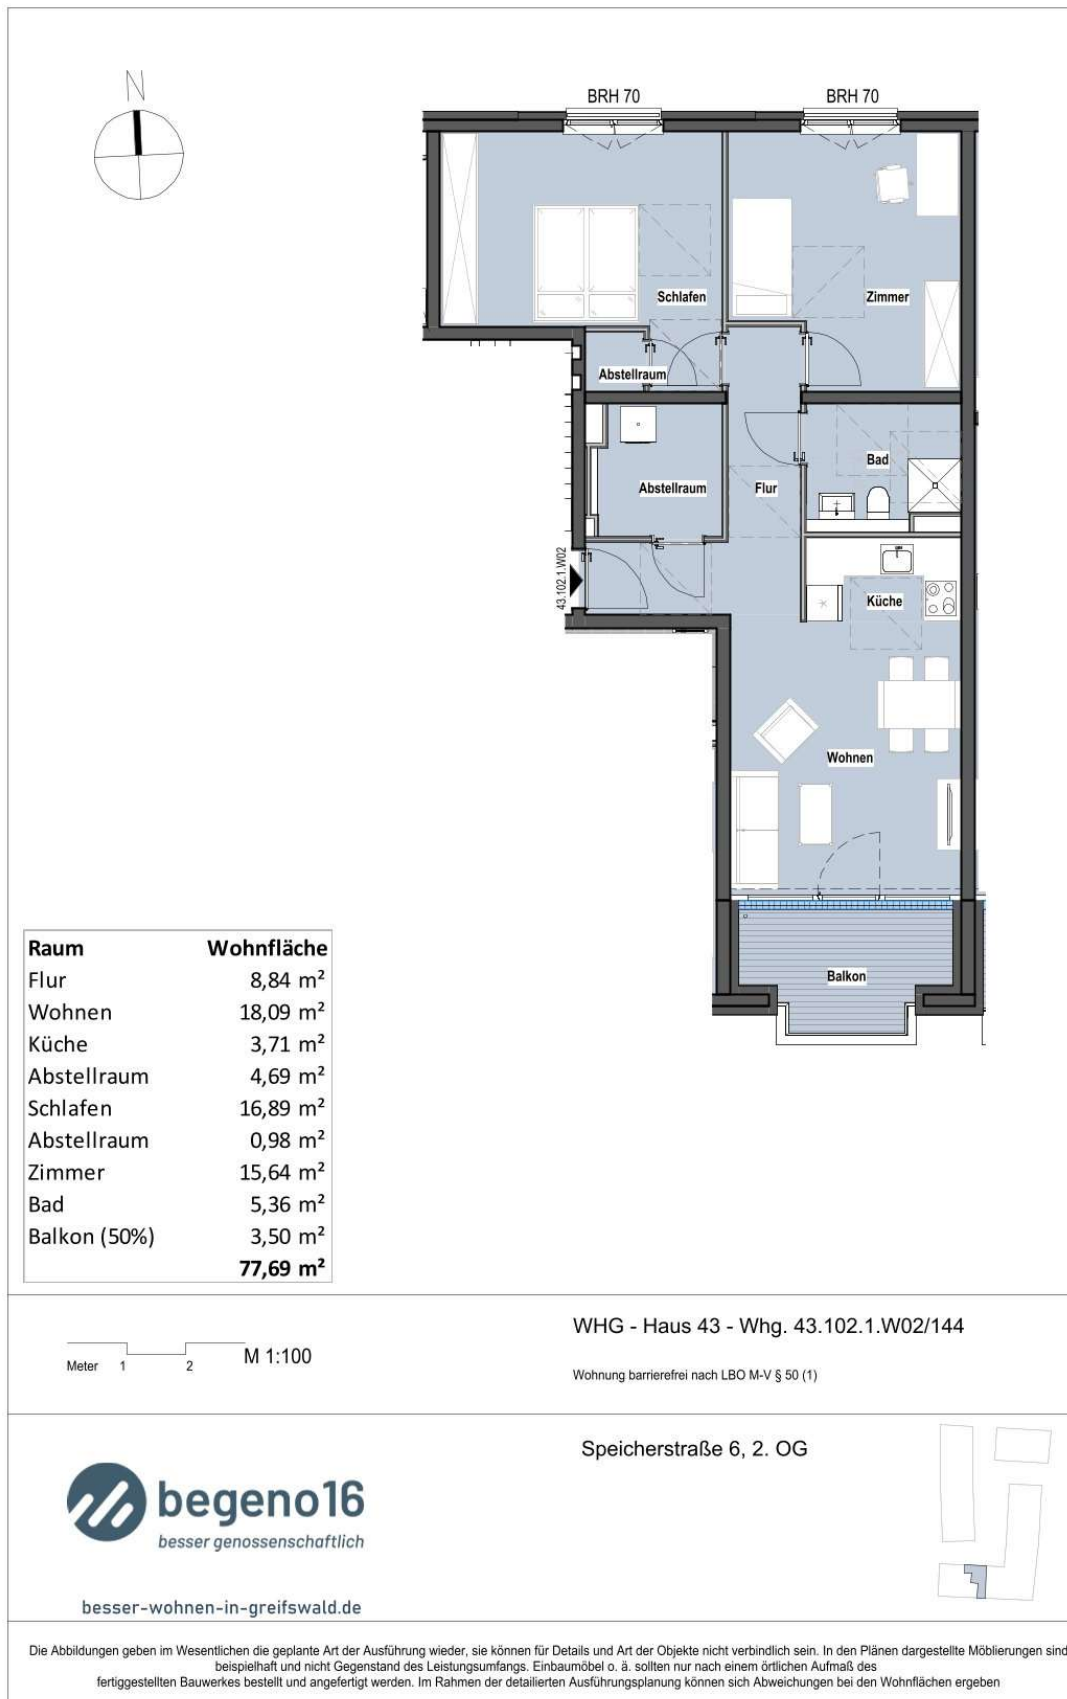 N
BRH 70
BRH 70
Schlafen
Zimmer
Abstellraum
Bad
Abstellraum
Flur
43.102.1.W02
Küche
Wohnen
Balkon
Raum Wohnfläche
Flur 8,84 m²
Wohnen 18,09 m²
Küche 3,71 m²
Abstellraum 4,69 m²
Schlafen 16,89 m²
Abstellraum 0,98 m²
Zimmer 15,64 m²
Bad 5,36 m²
Balkon (50%) 3,50 m²
77,69 m²
Meter 1 2 M 1:100
WHG - Haus 43 - Whg. 43.102.1.W02/144
Wohnung barrierefrei nach LBO M-V § 50 (1)
Speicherstraße 6, 2. OG
begeno16
besser genossenschaftlich
besser-wohnen-in-greifswald.de
Die Abbildungen geben im Wesentlichen die geplante Art der Ausführung wieder, sie können für Details und Art der Objekte nicht verbindlich sein. In den Plänen dargestellte Möblierungen sind
beispielhaft und nicht Gegenstand des Leistungsumfangs. Einbaumöbel o. ä. sollten nur nach einem örtlichen Aufmaß des
fertiggestellten Bauwerkes bestellt und angefertigt werden. Im Rahmen der detailierten Ausführungsplanung können sich Abweichungen bei den Wohnflächen ergeben